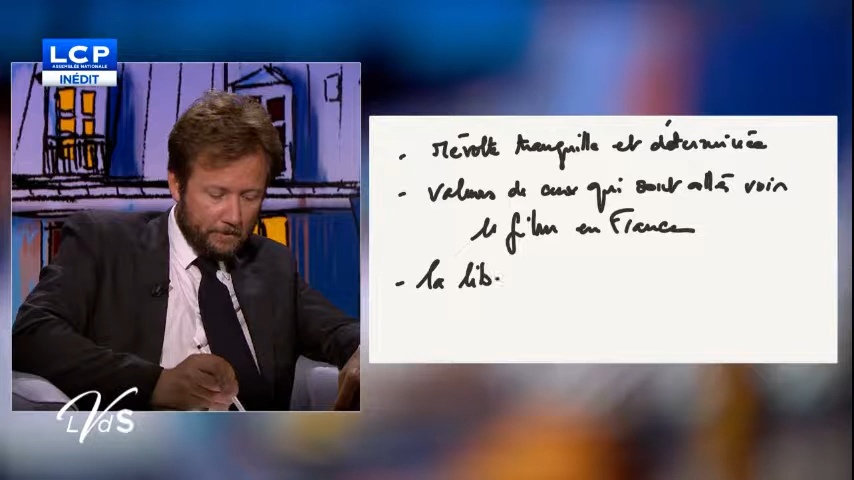 LCP
ASSEMBLÉE NATIONALE
INÉDIT
- révolte tranquille et déterminée
- valeurs de ceux qui sont allé voir
le film en France
- la lib.
LVdS